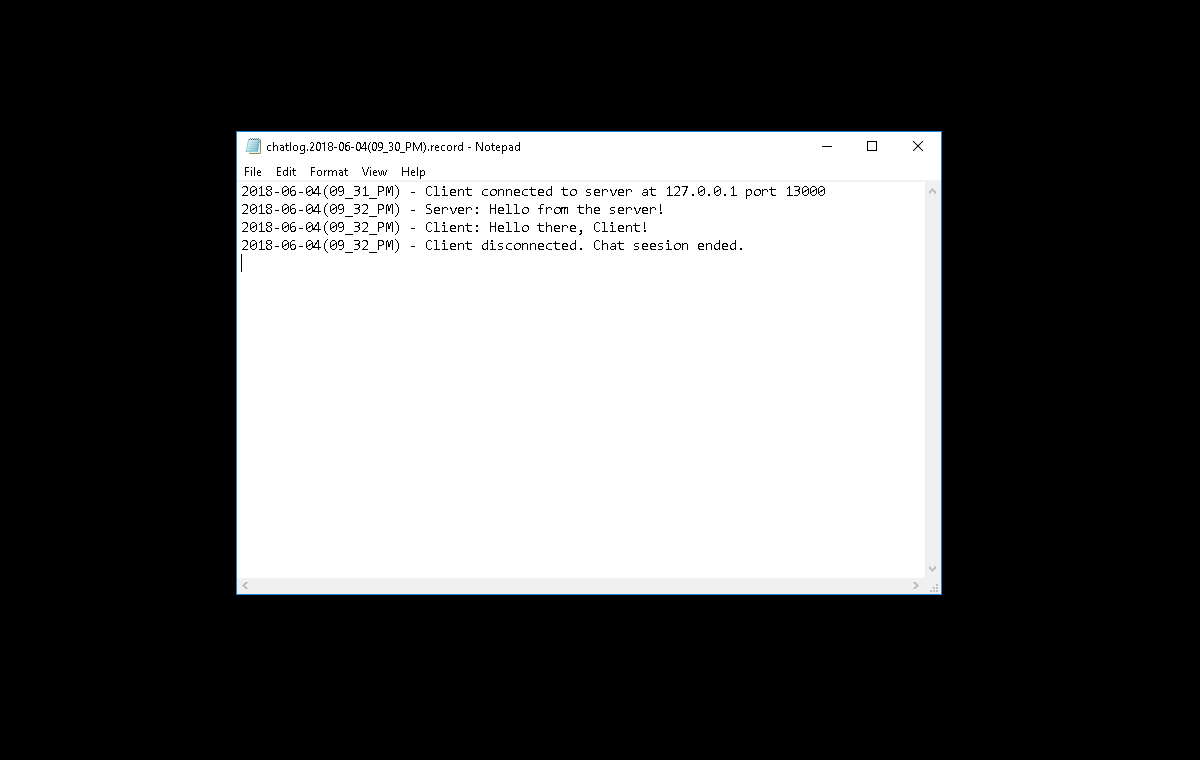 chatlog.2018-06-04(09_30_PM).record - Notepad
File Edit Format View Help
2018-06-04(09_31_PM) - Client connected to server at 127.0.0.1 port 13000
2018-06-04(09_32_PM) - Server: Hello from the server!
2018-06-04(09_32_PM) - Client: Hello there, Client!
2018-06-04(09_32_PM) - Client disconnected. Chat seesion ended.